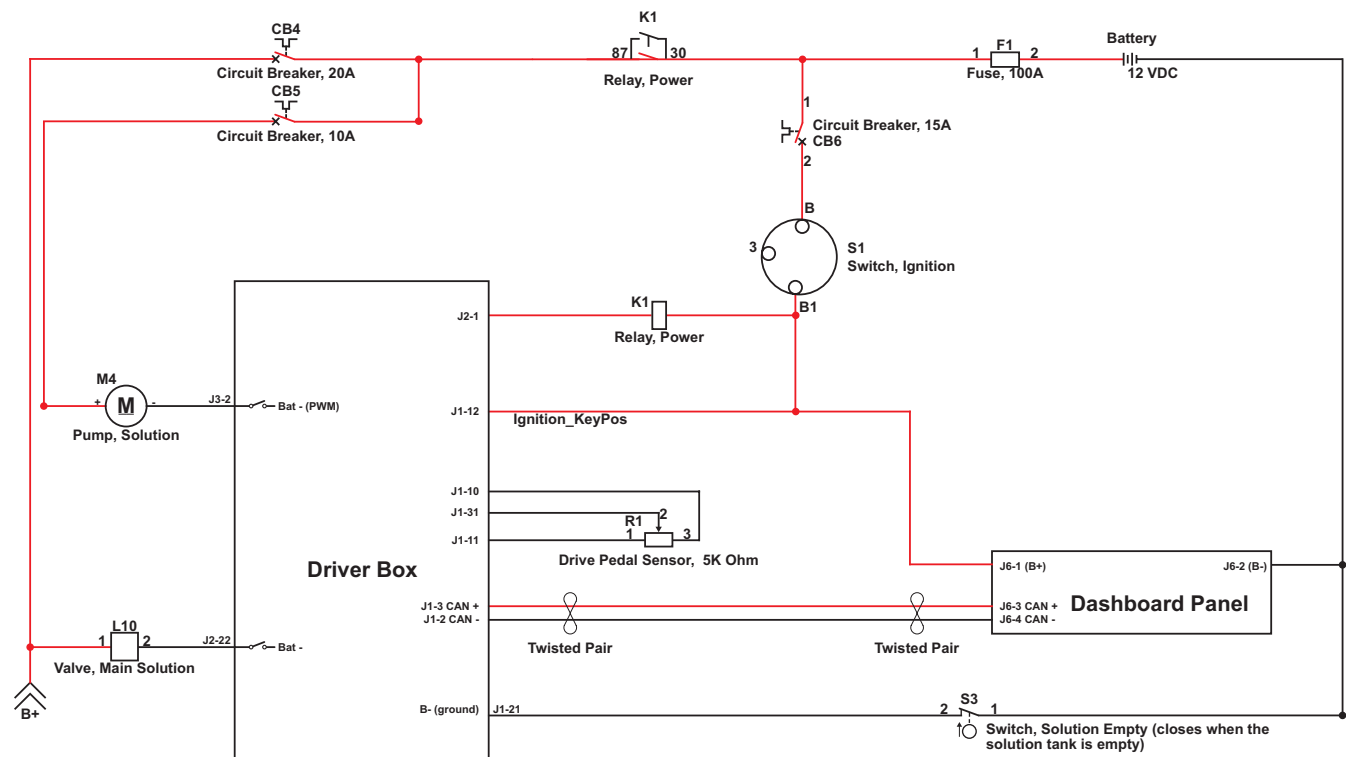 CB4
Circuit Breaker, 20A
CB5
Circuit Breaker, 10A
K1
87
30
Relay, Power
1
F1
2
Fuse, 100A
Battery
12 VDC
1
Circuit Breaker, 15A
CB6
2
B
3
S1
Switch, Ignition
B1
K1
Relay, Power
J2-1
M4
+
M
-
J3-2
Bat - (PWM)
Pump, Solution
J1-12
Ignition_KeyPos
J1-10
J1-31
2
R1
1
3
J1-11
Drive Pedal Sensor, 5K Ohm
Driver Box
J6-1 (B+)
J6-2 (B-)
J1-3 CAN +
J1-2 CAN -
J6-3 CAN +
J6-4 CAN -
Dashboard Panel
Twisted Pair
Twisted Pair
L10
1
2
J2-22
Bat -
Valve, Main Solution
B+
B- (ground)
J1-21
2
S3
1
Switch, Solution Empty (closes when the
solution tank is empty)